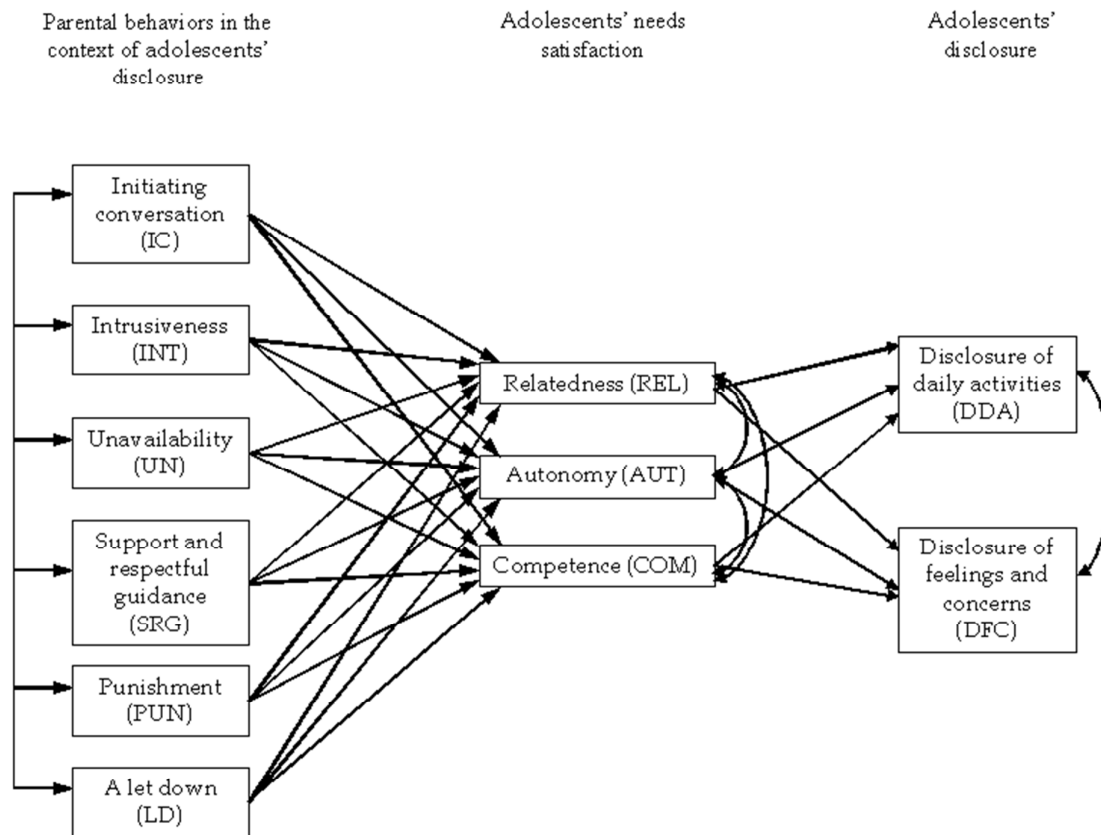 Parental behaviors in the
context of adolescents'
disclosure
Adolescents' needs
satisfaction
Adolescents'
disclosure
Initiating
conversation
(IC)
Intrusiveness
(INT)
Unavailability
(UN)
Support and
respectful
guidance
(SRG)
Punishment
(PUN)
A let down
(LD)
Relatedness (REL)
Autonomy (AUT)
Competence (COM)
Disclosure of
daily activities
(DDA)
Disclosure of
feelings and
concerns
(DFC)